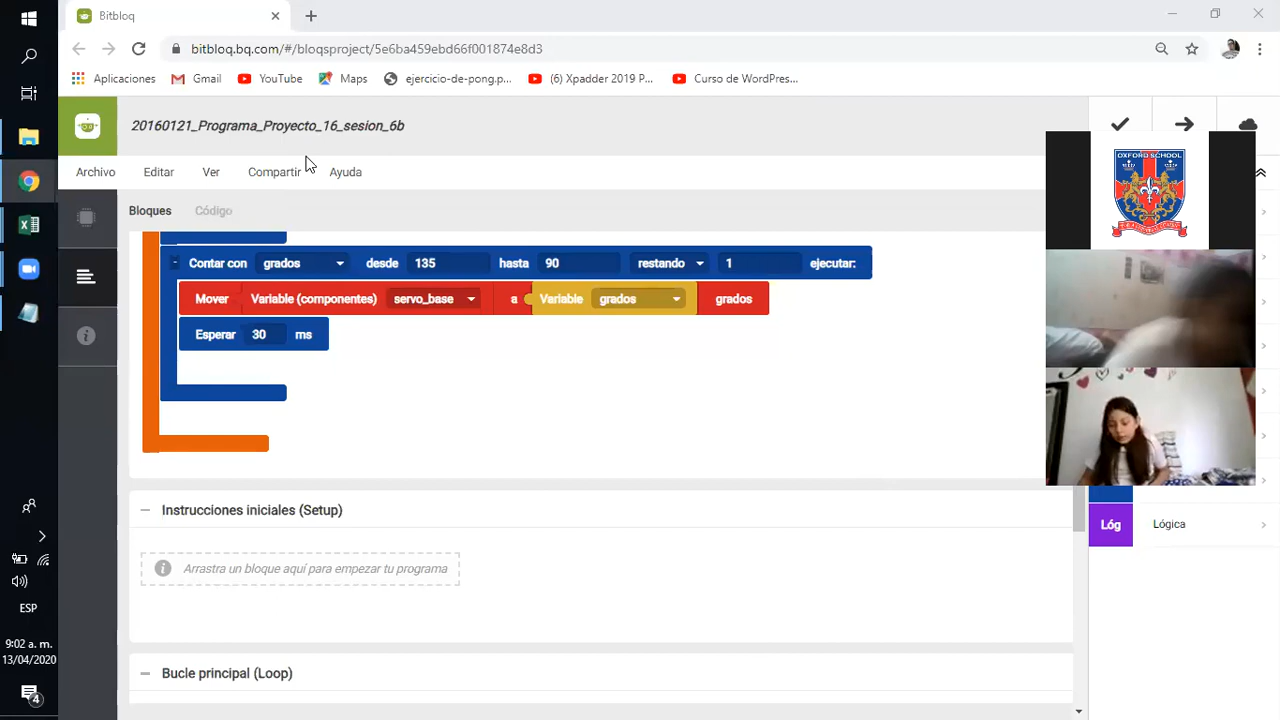 Bitbloq
bitbloq.bq.com/#/bloqsproject/5e6ba459ebd66f001874e8d3
Aplicaciones Gmail YouTube Maps ejercicio-de-pong.p... (6) Xpadder 2019 P... Curso de WordPres...
20160121_Programa_Proyecto_16_sesion_6b
Archivo Editar Ver Compartir Ayuda
Bloques Código
Contar con grados desde 135 hasta 90 restando 1 ejecutar:
Mover Variable (componentes) servo_base a Variable grados grados
Esperar 30 ms
Instrucciones iniciales (Setup)
Arrastra un bloque aquí para empezar tu programa
Bucle principal (Loop)
OXFORD SCHOOL
Lóg Lógica
ESP
9:02 a. m.
13/04/2020
4